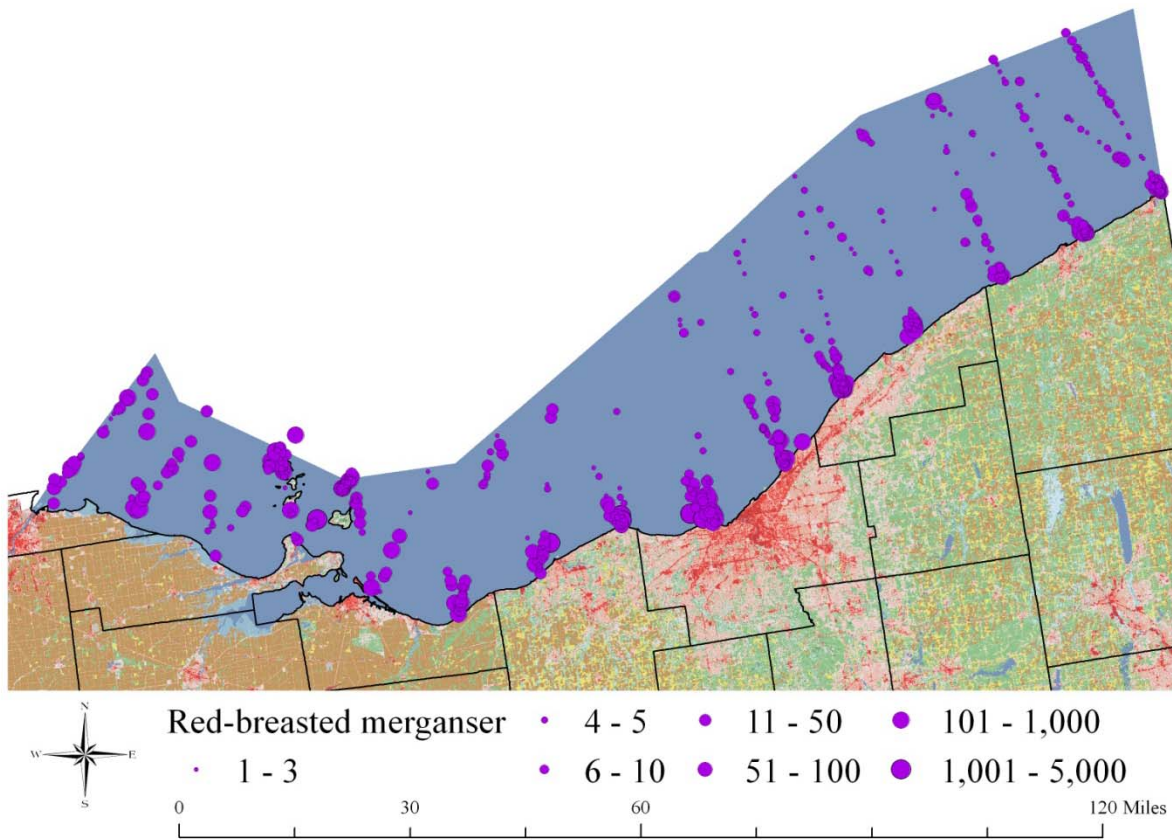 N
W E
S
Red-breasted merganser
1 - 3
4 - 5
6 - 10
11 - 50
51 - 100
101 - 1,000
1,001 - 5,000
0 30 60 120 Miles